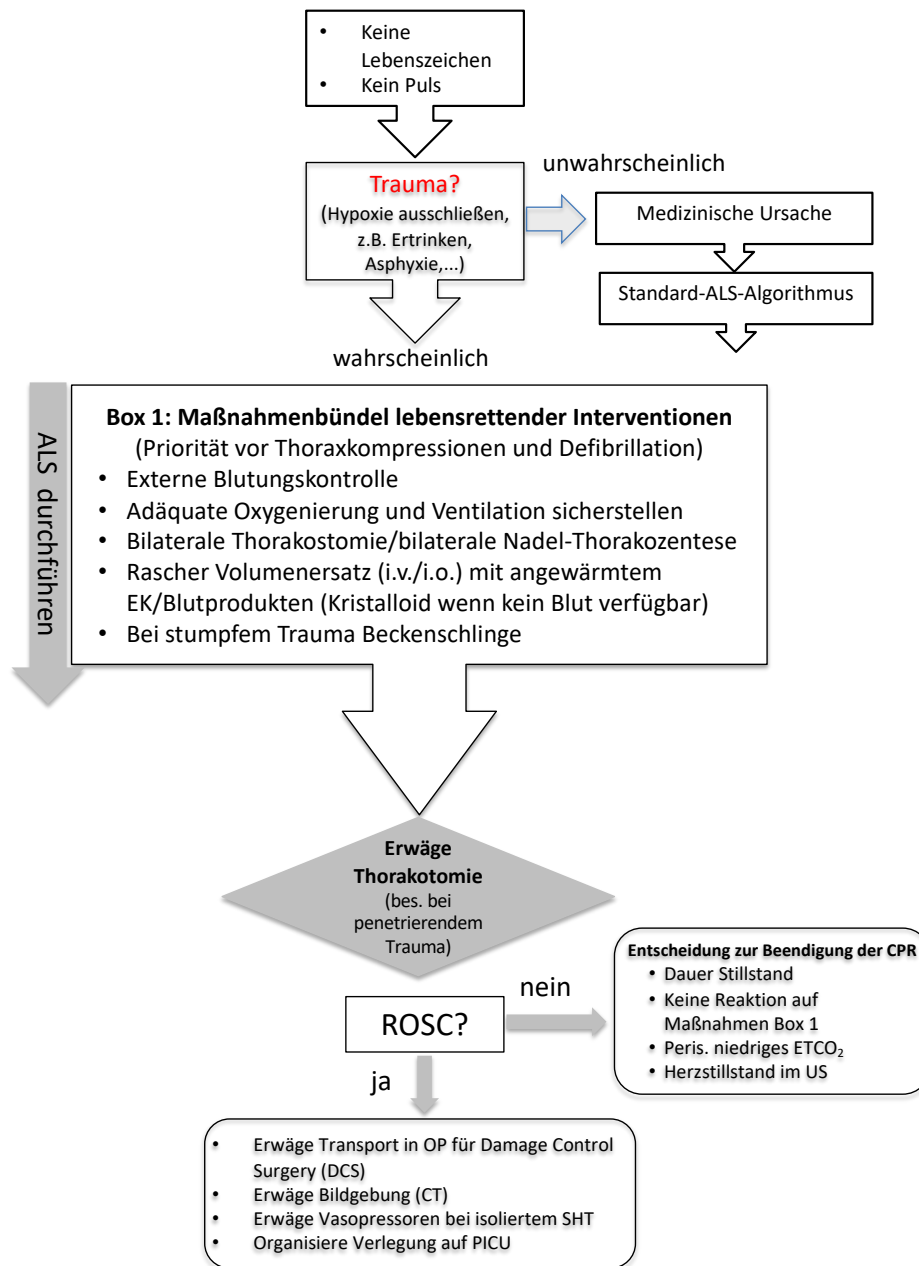 • Keine
Lebenszeichen
• Kein Puls
unwahrscheinlich
Trauma?
(Hypoxie ausschließen,
z.B. Ertrinken,
Asphyxie,...)
Medizinische Ursache
Standard-ALS-Algorithmus
wahrscheinlich
ALS durchführen
Box 1: Maßnahmenbündel lebensrettender Interventionen
(Priorität vor Thoraxkompressionen und Defibrillation)
• Externe Blutungskontrolle
• Adäquate Oxygenierung und Ventilation sicherstellen
• Bilaterale Thorakostomie/bilaterale Nadel-Thorakozentese
• Rascher Volumenersatz (i.v./i.o.) mit angewärmtem
EK/Blutprodukten (Kristalloid wenn kein Blut verfügbar)
• Bei stumpfem Trauma Beckenschlinge
Erwäge
Thorakotomie
(bes. bei
penetrierendem
Trauma)
ROSC?
nein
Entscheidung zur Beendigung der CPR
• Dauer Stillstand
• Keine Reaktion auf
Maßnahmen Box 1
• Peris. niedriges ETCO₂
• Herzstillstand im US
ja
• Erwäge Transport in OP für Damage Control
Surgery (DCS)
• Erwäge Bildgebung (CT)
• Erwäge Vasopressoren bei isoliertem SHT
• Organisiere Verlegung auf PICU